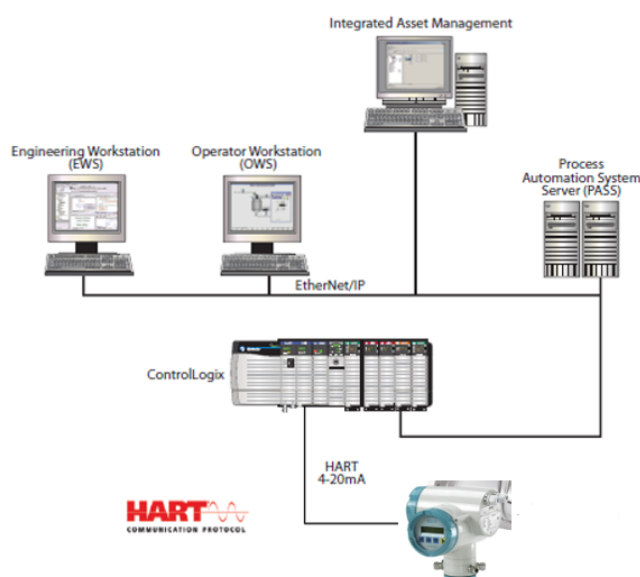 Integrated Asset Management
Engineering Workstation
(EWS)
Operator Workstation
(OWS)
Process
Automation System
Server (PASS)
EtherNet/IP
ControlLogix
HART
4-20mA
HART
COMMUNICATION PROTOCOL